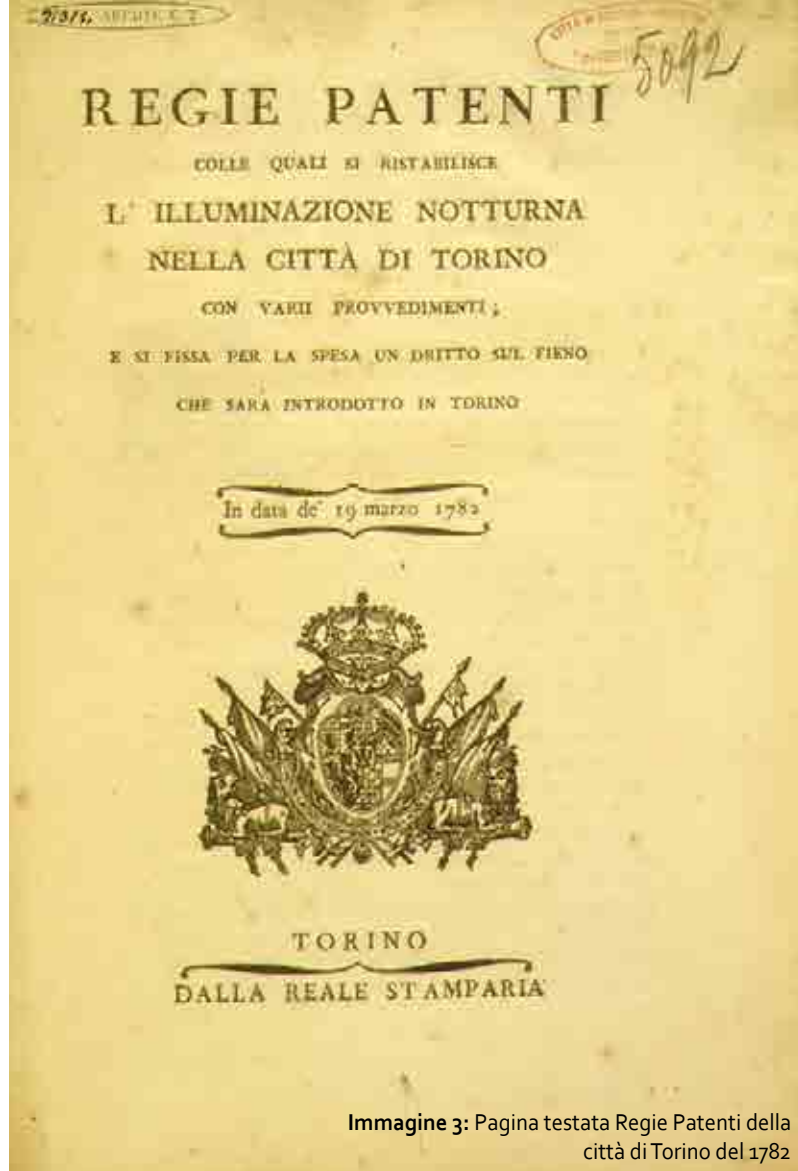 5092
REGIE PATENTI
COLLE QUALI SI RISTABILISCE
L' ILLUMINAZIONE NOTTURNA
NELLA CITTÀ DI TORINO
CON VARII PROVVEDIMENTI;
E SI FISSA PER LA SPESA UN DRITTO SUL FIENO
CHE SARA INTRODOTTO IN TORINO
In data de' 19 marzo 1782
TORINO
DALLA REALE STAMPARIA
Immagine 3: Pagina testata Regie Patenti della
città di Torino del 1782